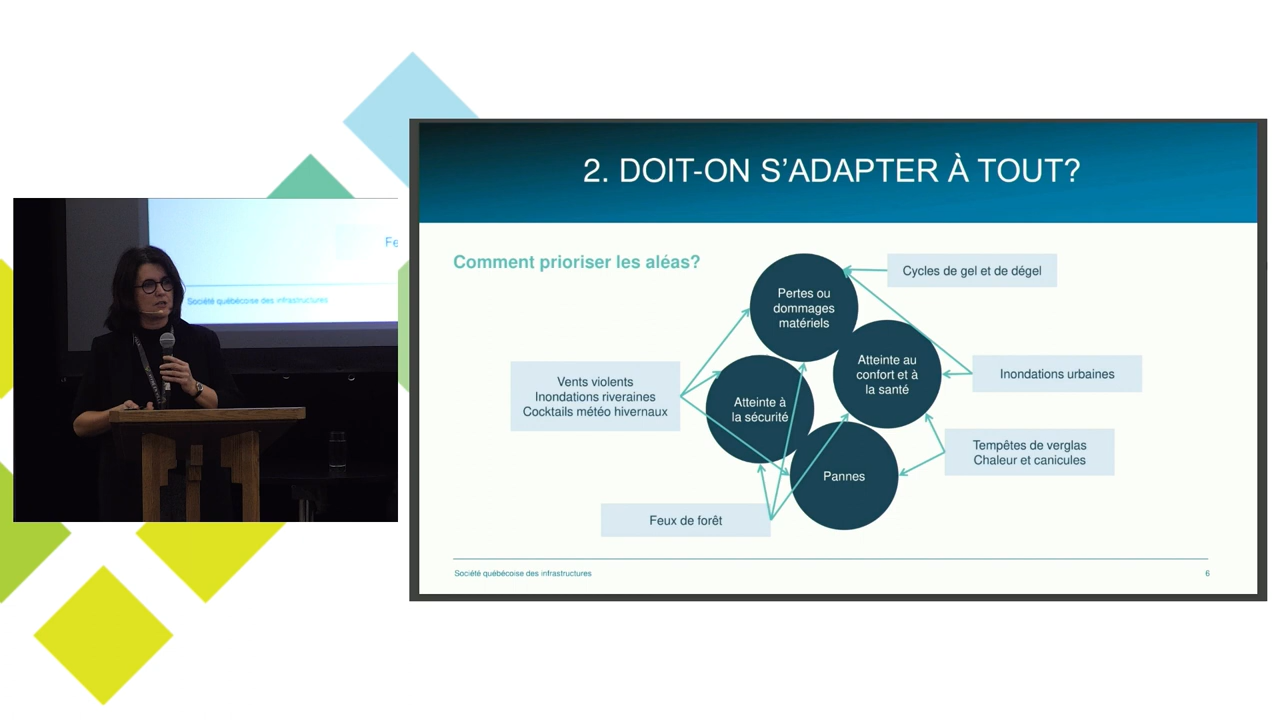 Fe
Société québécoise des infrastructures
2. DOIT-ON S’ADAPTER À TOUT?
Comment prioriser les aléas?
Pertes ou
dommages
matériels
Cycles de gel et de dégel
Atteinte au
confort et à
la santé
Inondations urbaines
Vents violents
Inondations riveraines
Cocktails météo hivernaux
Atteinte à
la sécurité
Tempêtes de verglas
Chaleur et canicules
Pannes
Feux de forêt
Société québécoise des infrastructures
6